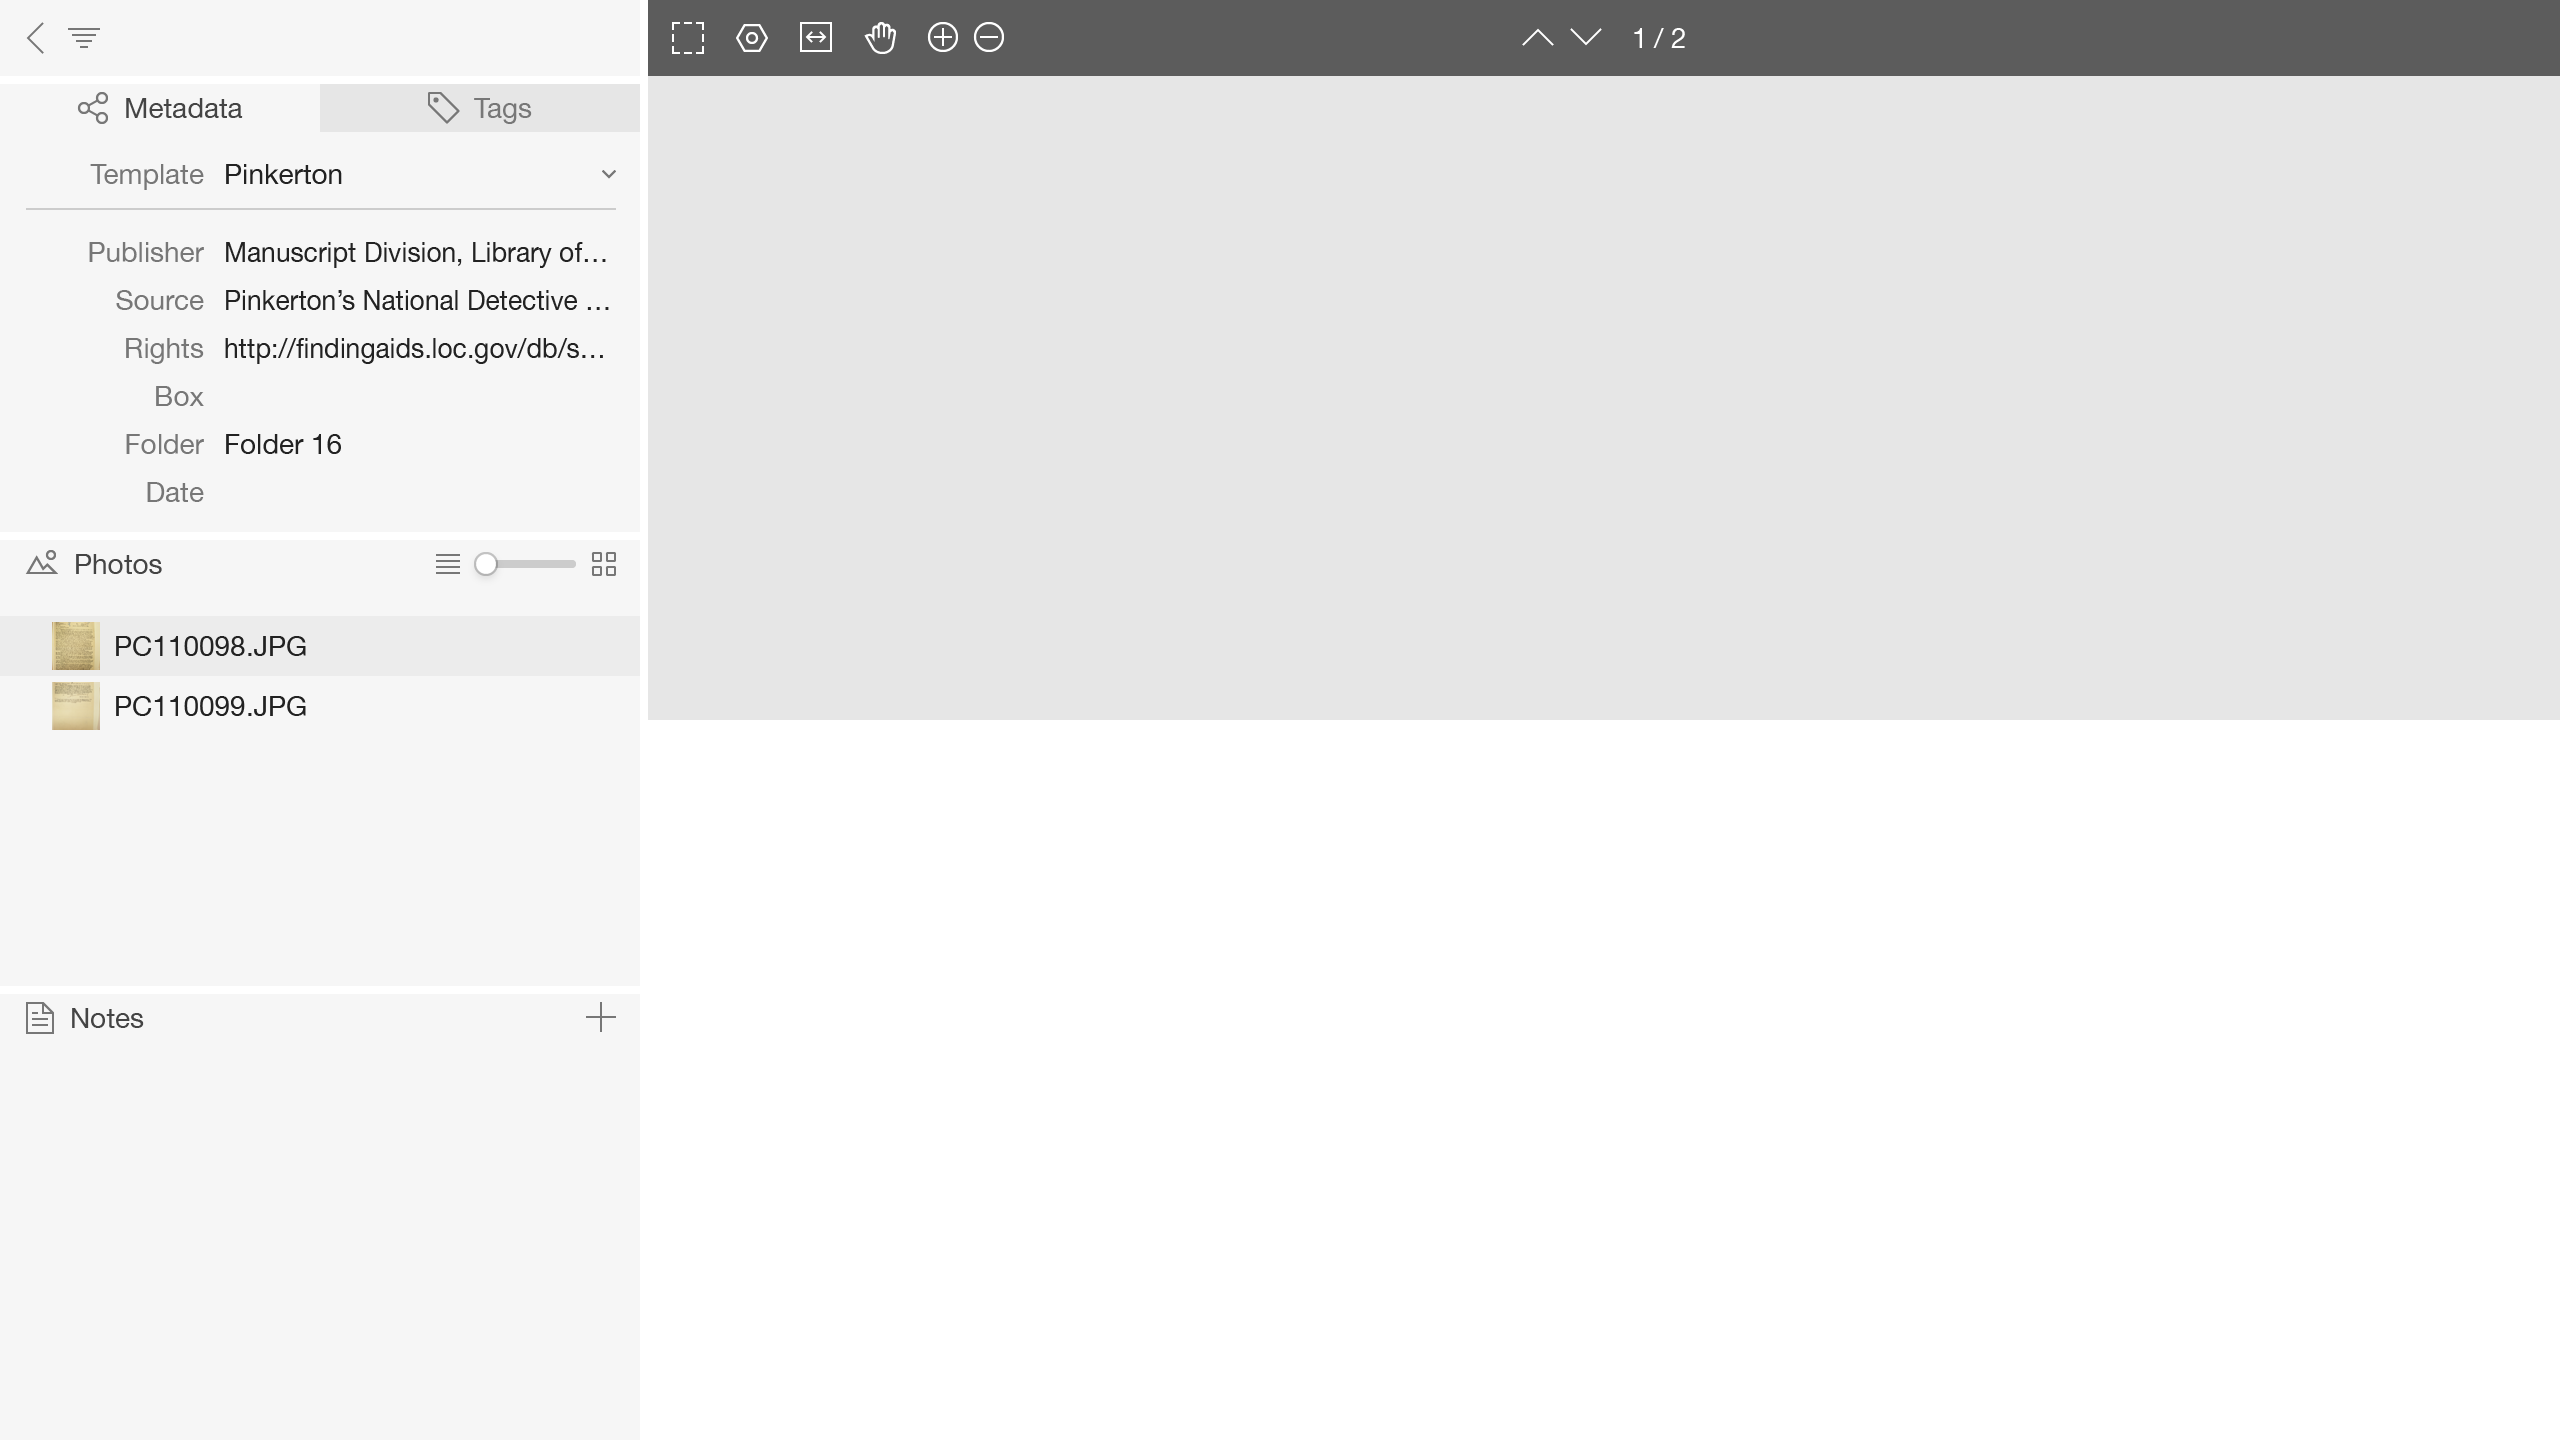 1 / 2
Metadata
Tags
Template Pinkerton
Publisher Manuscript Division, Library of…
Source Pinkerton’s National Detective …
Rights http://findingaids.loc.gov/db/s…
Box
Folder Folder 16
Date
Photos
PC110098.JPG
PC110099.JPG
Notes